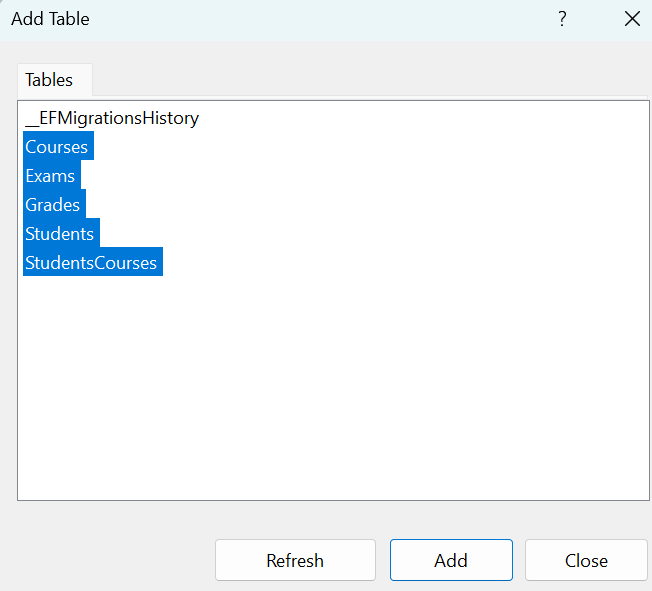 Add Table
?
Tables
__EFMigrationsHistory
Courses
Exams
Grades
Students
StudentsCourses
Refresh
Add
Close